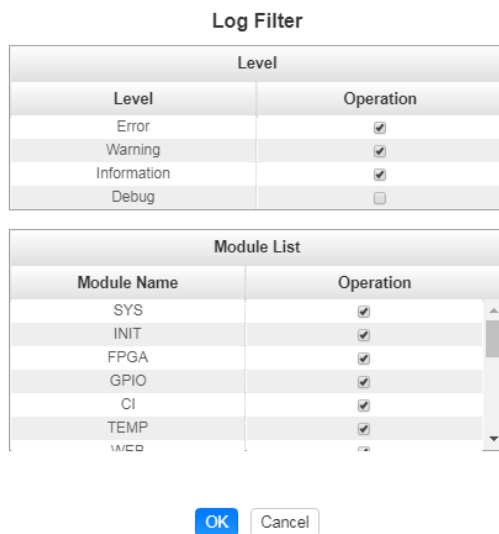 Log Filter
Level
Level Operation
Error
Warning
Information
Debug
Module List
Module Name Operation
SYS
INIT
FPGA
GPIO
CI
TEMP
WEB
OK Cancel